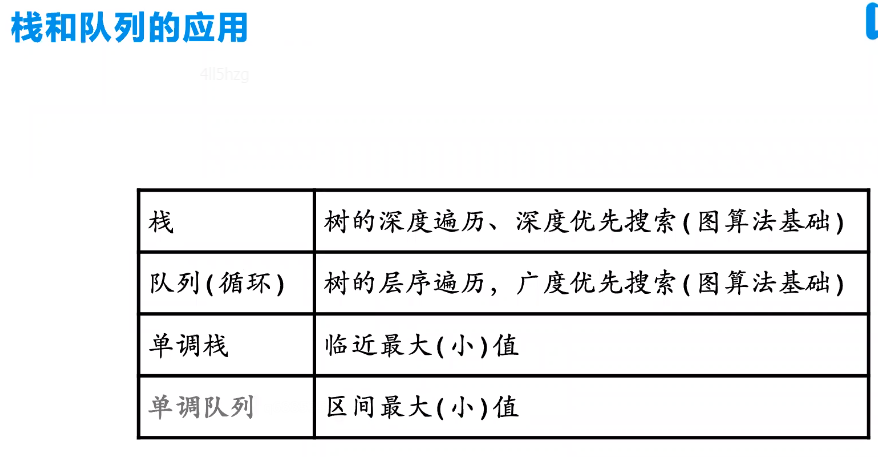 栈和队列的应用
4li5hzg
栈
树的深度遍历、深度优先搜索(图算法基础)
队列(循环)
树的层序遍历，广度优先搜索(图算法基础)
单调栈
临近最大(小)值
单调队列
区间最大(小)值